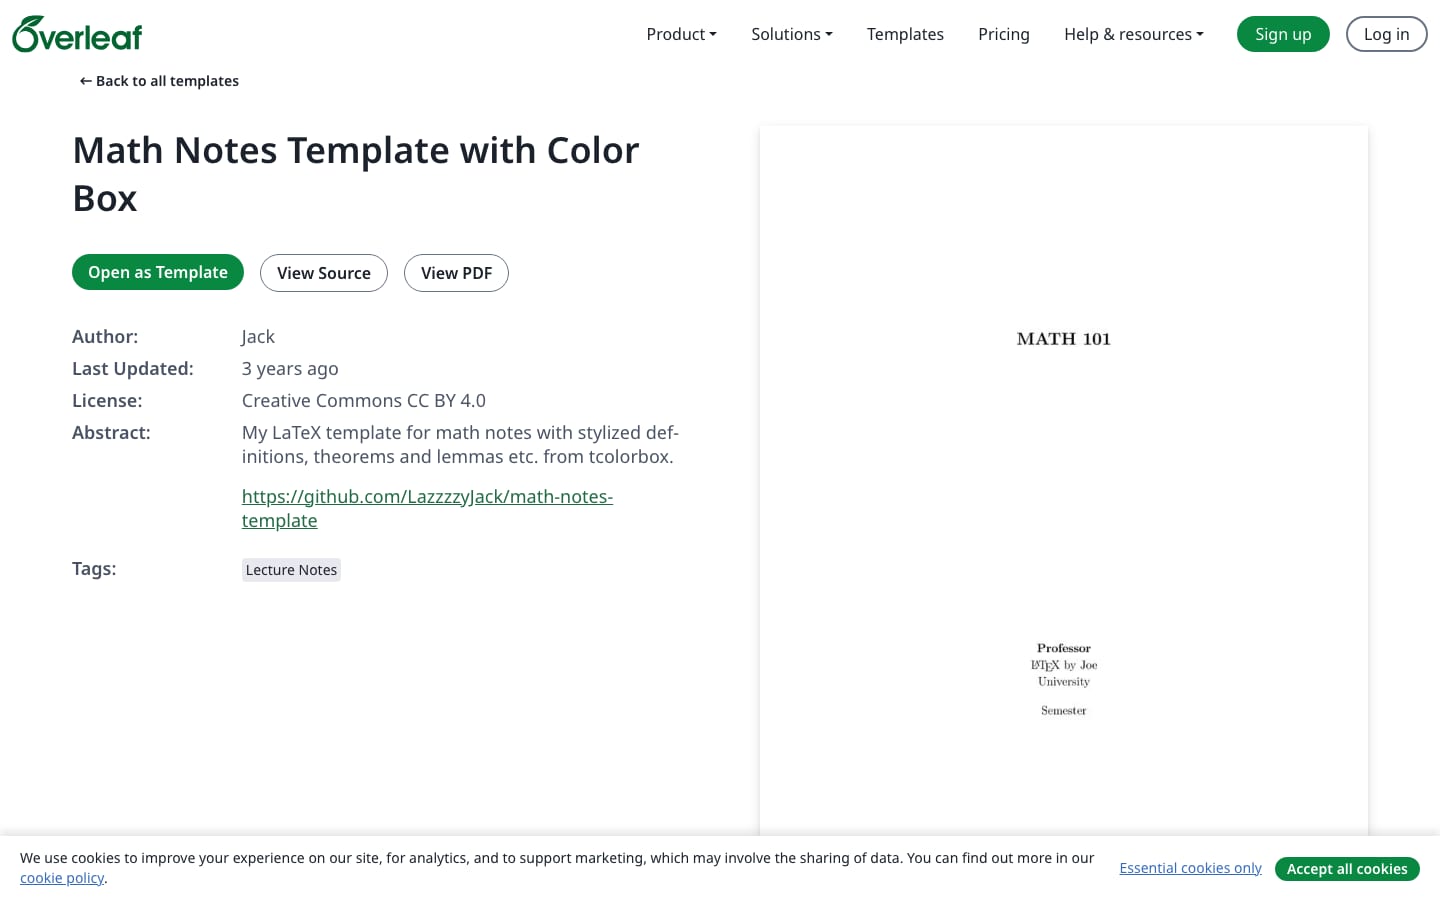 Overleaf
Product
Solutions
Templates
Pricing
Help & resources
Sign up
Log in
← Back to all templates
Math Notes Template with Color
Box
Open as Template
View Source
View PDF
Author:
Jack
Last Updated:
3 years ago
License:
Creative Commons CC BY 4.0
Abstract:
My LaTeX template for math notes with stylized def-
initions, theorems and lemmas etc. from tcolorbox.
https://github.com/LazzzzyJack/math-notes-
template
Tags:
Lecture Notes
MATH 101
Professor
LATEX by Joe
University
Semester
We use cookies to improve your experience on our site, for analytics, and to support marketing, which may involve the sharing of data. You can find out more in our
cookie policy.
Essential cookies only
Accept all cookies